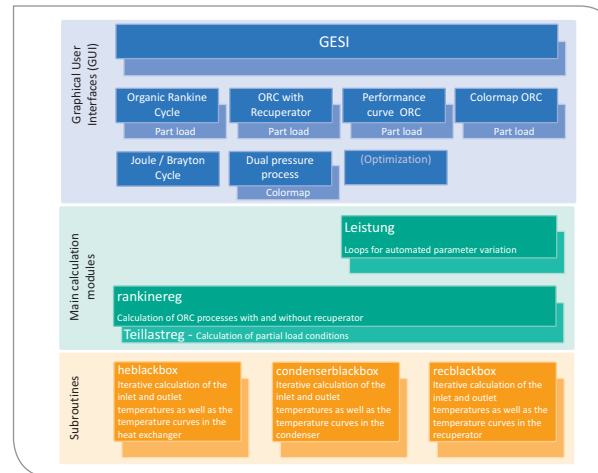 Graphical User
Interfaces (GUI)
GESI
Organic Rankine
Cycle
Part load
ORC with
Recuperator
Part load
Performance
curve ORC
Part load
Colormap ORC
Part load
Joule / Brayton
Cycle
Dual pressure
process
Colormap
(Optimization)
Main calculation
modules
Leistung
Loops for automated parameter variation
rankinereg
Calculation of ORC processes with and without recuperator
Teillastreg - Calculation of partial load conditions
Subroutines
heblackbox
Iterative calculation of the
inlet and outlet
temperatures as well as the
temperature curves in the
heat exchanger
condenserblackbox
Iterative calculation of the
inlet and outlet
temperatures as well as the
temperature curves in the
condenser
recblackbox
Iterative calculation of the
inlet and outlet
temperatures as well as the
temperature curves in the
recuperator